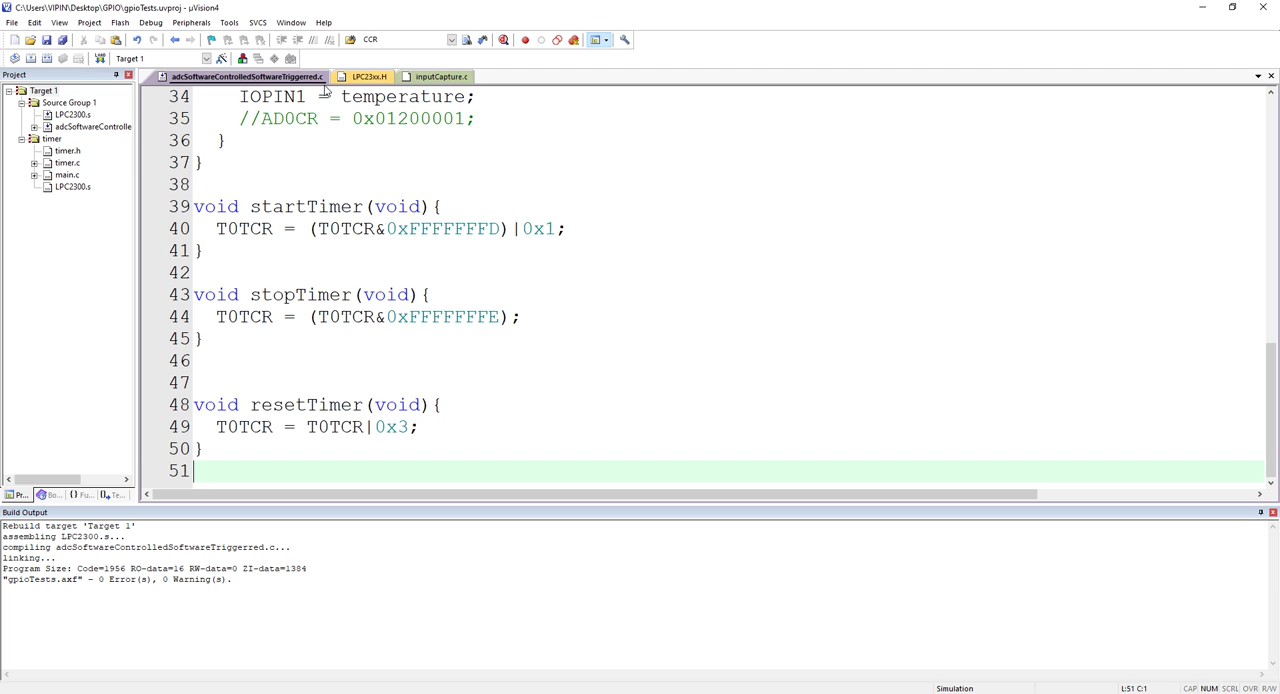 C:\Users\VIPIN\Desktop\GPIO\gpioTests.uvproj - µVision4
File Edit View Project Flash Debug Peripherals Tools SVCS Window Help
CCR
Target 1
Project
adcSoftwareControlledSoftwareTriggerred.c LPC23xx.H inputCapture.c
Target 1
Source Group 1
LPC2300.s
adcSoftwareControlle
timer
timer.h
timer.c
main.c
LPC2300.s
34 IOPIN1 = temperature;
35 //AD0CR = 0x01200001;
36 }
37 }
38
39 void startTimer(void){
40 T0TCR = (T0TCR&0xFFFFFFFD)|0x1;
41 }
42
43 void stopTimer(void){
44 T0TCR = (T0TCR&0xFFFFFFFE);
45 }
46
47
48 void resetTimer(void){
49 T0TCR = T0TCR|0x3;
50 }
51
Pr... Bo... {} Fu... Te...
Build Output
Rebuild target 'Target 1'
assembling LPC2300.s...
compiling adcSoftwareControlledSoftwareTriggerred.c...
linking...
Program Size: Code=1956 RO-data=16 RW-data=0 ZI-data=1384
"gpioTests.axf" - 0 Error(s), 0 Warning(s).
Simulation L:51 C:1 CAP NUM SCRL OVR R/W